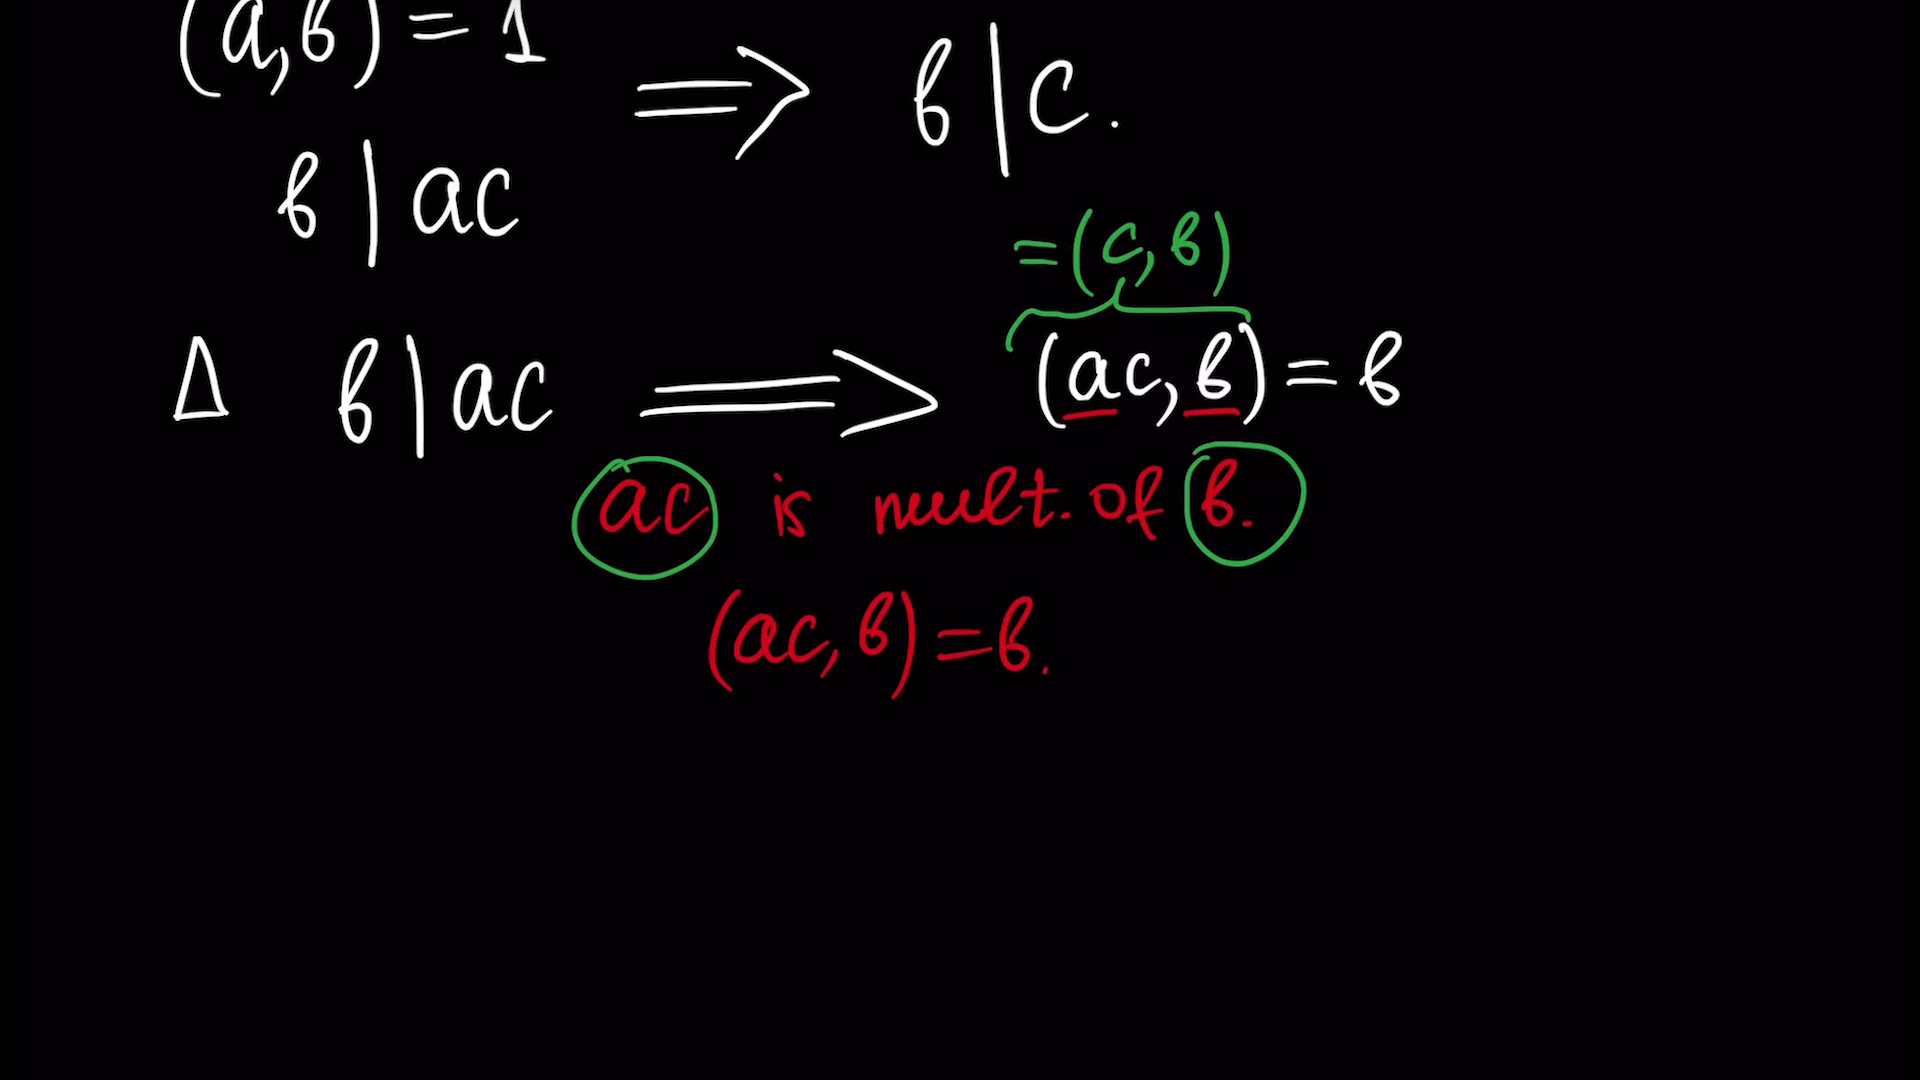 (a,b) = 1
⟹ b | c.
b | ac
= (c, b)
Δ b | ac ⟹ (ac, b) = b
ac is mult. of b.
(ac, b) = b.